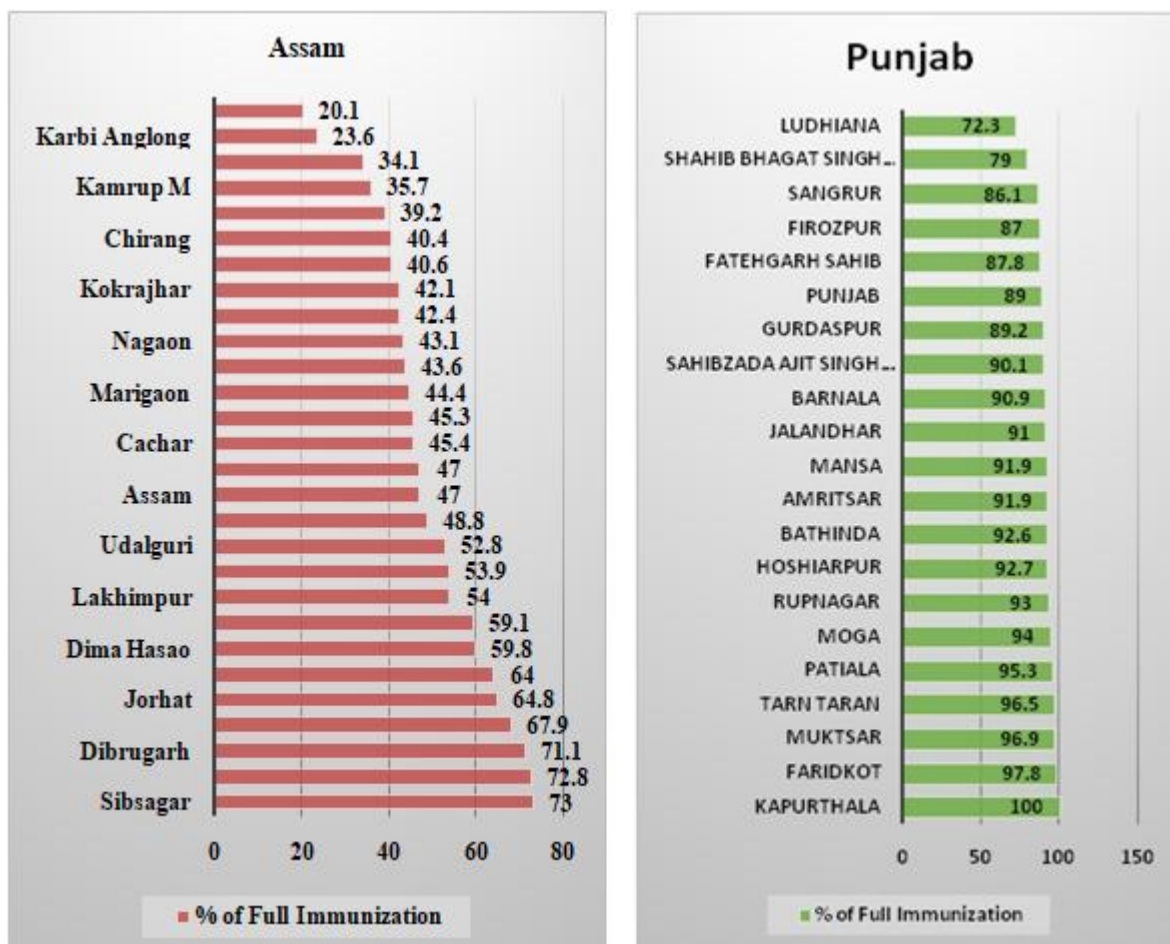 Assam
20.1
Karbi Anglong 23.6
34.1
Kamrup M 35.7
39.2
Chirang 40.4
40.6
Kokrajhar 42.1
42.4
Nagaon 43.1
43.6
Marigaon 44.4
45.3
Cachar 45.4
47
Assam 47
48.8
Udalguri 52.8
53.9
Lakhimpur 54
59.1
Dima Hasao 59.8
64
Jorhat 64.8
67.9
Dibrugarh 71.1
72.8
Sibsagar 73
0 20 40 60 80
% of Full Immunization
Punjab
LUDHIANA 72.3
SHAHIB BHAGAT SINGH... 79
SANGRUR 86.1
FIROZPUR 87
FATEHGARH SAHIB 87.8
PUNJAB 89
GURDASPUR 89.2
SAHIBZADA AJIT SINGH... 90.1
BARNALA 90.9
JALANDHAR 91
MANSA 91.9
AMRITSAR 91.9
BATHINDA 92.6
HOSHIARPUR 92.7
RUPNAGAR 93
MOGA 94
PATIALA 95.3
TARN TARAN 96.5
MUKTSAR 96.9
FARIDKOT 97.8
KAPURTHALA 100
0 50 100 150
% of Full Immunization